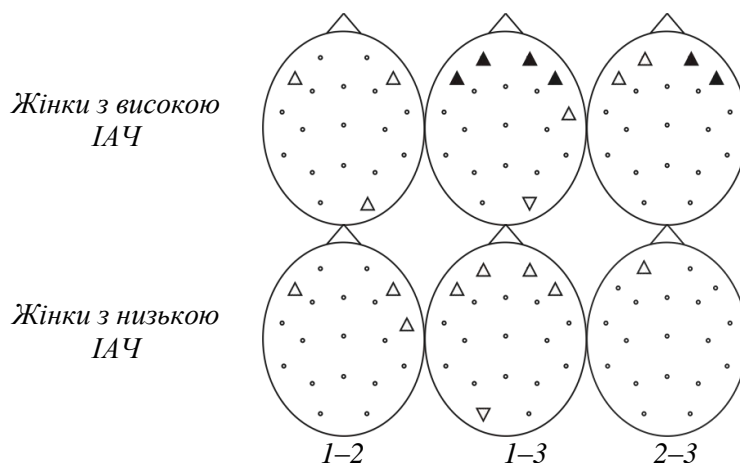 Жінки з високою
ІАЧ
Жінки з низькою
ІАЧ
1–2 1–3 2–3